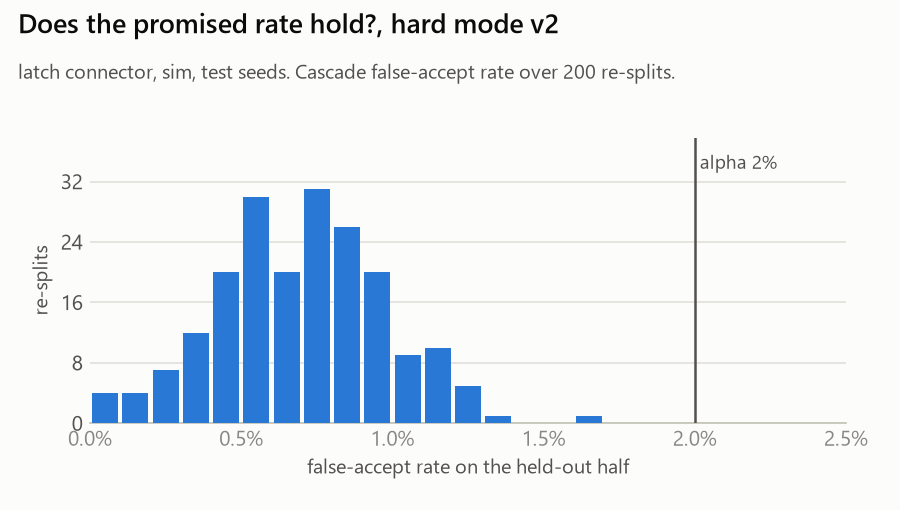 Does the promised rate hold?, hard mode v2
latch connector, sim, test seeds. Cascade false-accept rate over 200 re-splits.
alpha 2%
32
24
16
8
0
re-splits
0.0% 0.5% 1.0% 1.5% 2.0% 2.5%
false-accept rate on the held-out half